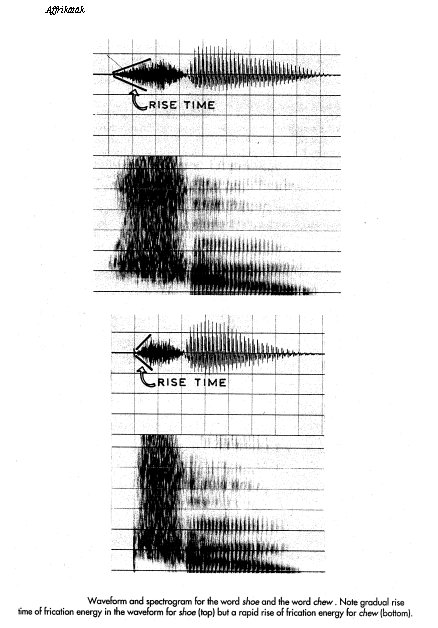 Affrikaták
RISE TIME
RISE TIME
Waveform and spectrogram for the word shoe and the word chew . Note gradual rise
time of frication energy in the waveform for shoe (top) but a rapid rise of frication energy for chew (bottom).